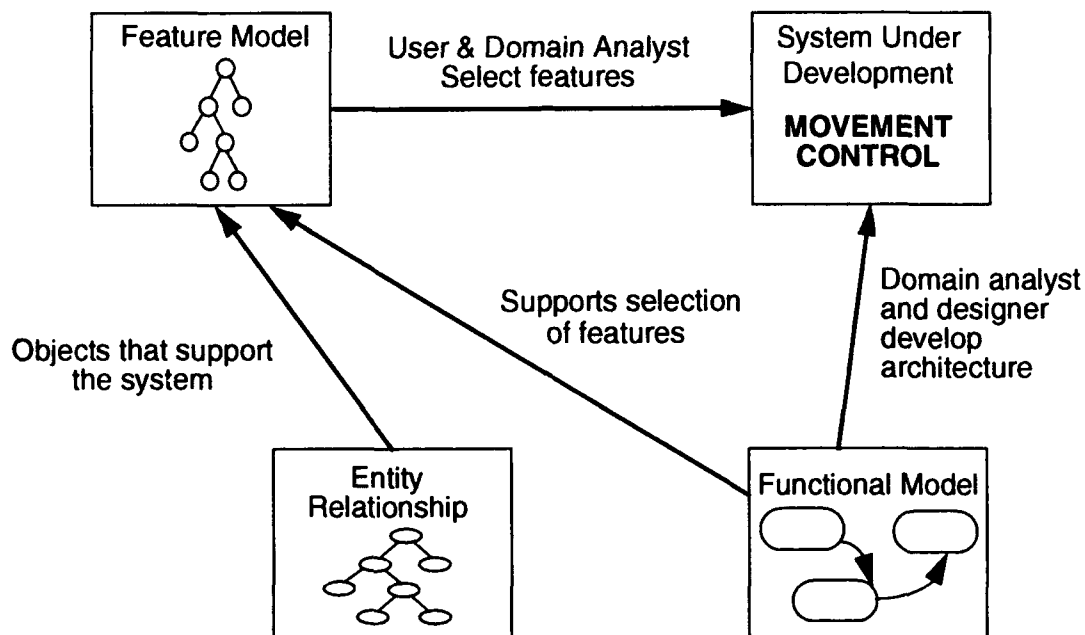 Feature Model
User & Domain Analyst
Select features
System Under
Development
MOVEMENT
CONTROL
Supports selection
of features
Domain analyst
and designer
develop
architecture
Objects that support
the system
Entity
Relationship
Functional Model